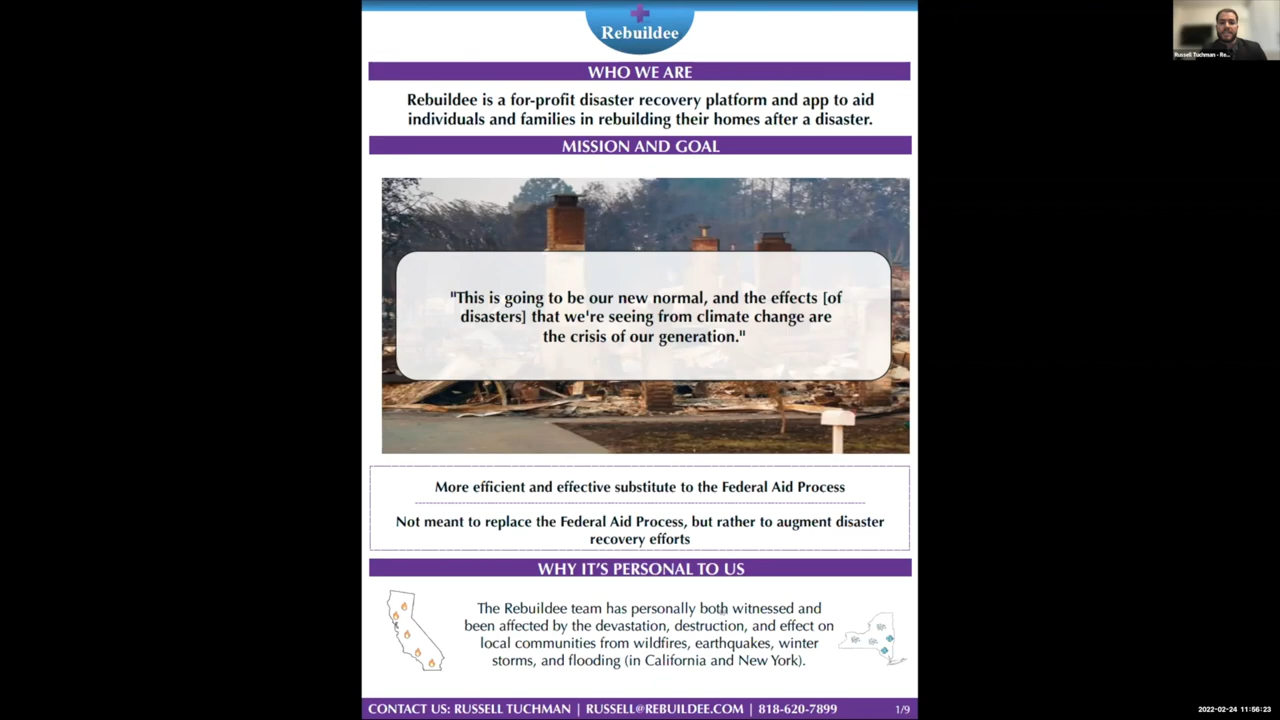 Rebuildee
WHO WE ARE
Rebuildee is a for-profit disaster recovery platform and app to aid
individuals and families in rebuilding their homes after a disaster.
MISSION AND GOAL
"This is going to be our new normal, and the effects [of
disasters] that we're seeing from climate change are
the crisis of our generation."
More efficient and effective substitute to the Federal Aid Process
Not meant to replace the Federal Aid Process, but rather to augment disaster
recovery efforts
WHY IT'S PERSONAL TO US
The Rebuildee team has personally both witnessed and
been affected by the devastation, destruction, and effect on
local communities from wildfires, earthquakes, winter
storms, and flooding (in California and New York).
CONTACT US: RUSSELL TUCHMAN | RUSSELL@REBUILDEE.COM | 818-620-7899
1/9
Russell Tuchman - Re...
2022-02-24 11:56:23